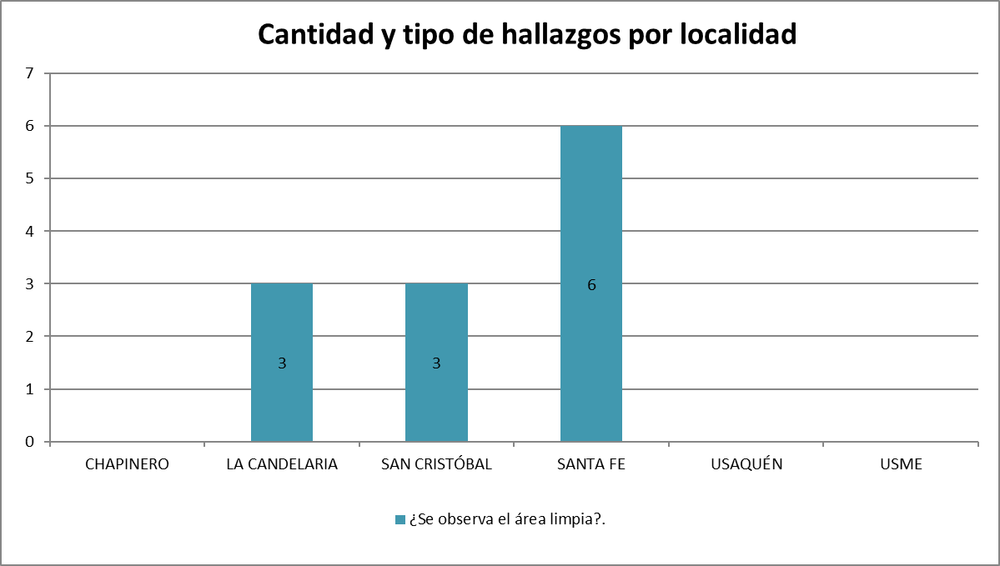 Cantidad y tipo de hallazgos por localidad
7
6
5
4
3
2
1
0
3
3
6
CHAPINERO
LA CANDELARIA
SAN CRISTÓBAL
SANTA FE
USAQUÉN
USME
¿Se observa el área limpia?.